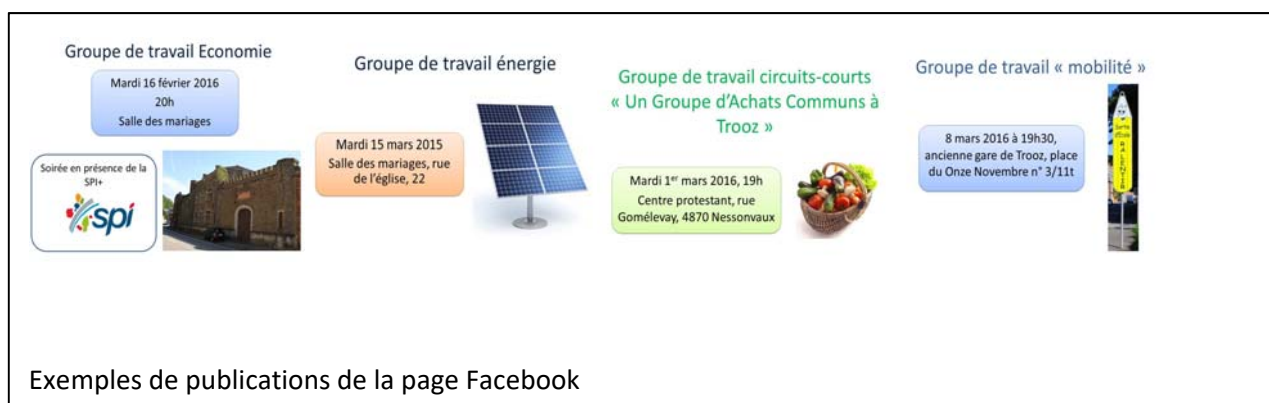 Groupe de travail Economie
Mardi 16 février 2016
20h
Salle des mariages
Soirée en présence de la
SPI+
spi
Groupe de travail énergie
Mardi 15 mars 2015
Salle des mariages, rue
de l’église, 22
Groupe de travail circuits-courts
« Un Groupe d’Achats Communs à
Trooz »
Mardi 1er mars 2016, 19h
Centre protestant, rue
Gomélevay, 4870 Nessonvaux
Groupe de travail « mobilité »
8 mars 2016 à 19h30,
ancienne gare de Trooz, place
du Onze Novembre n° 3/11t
Sortie
d'École
RALENTIR
Exemples de publications de la page Facebook